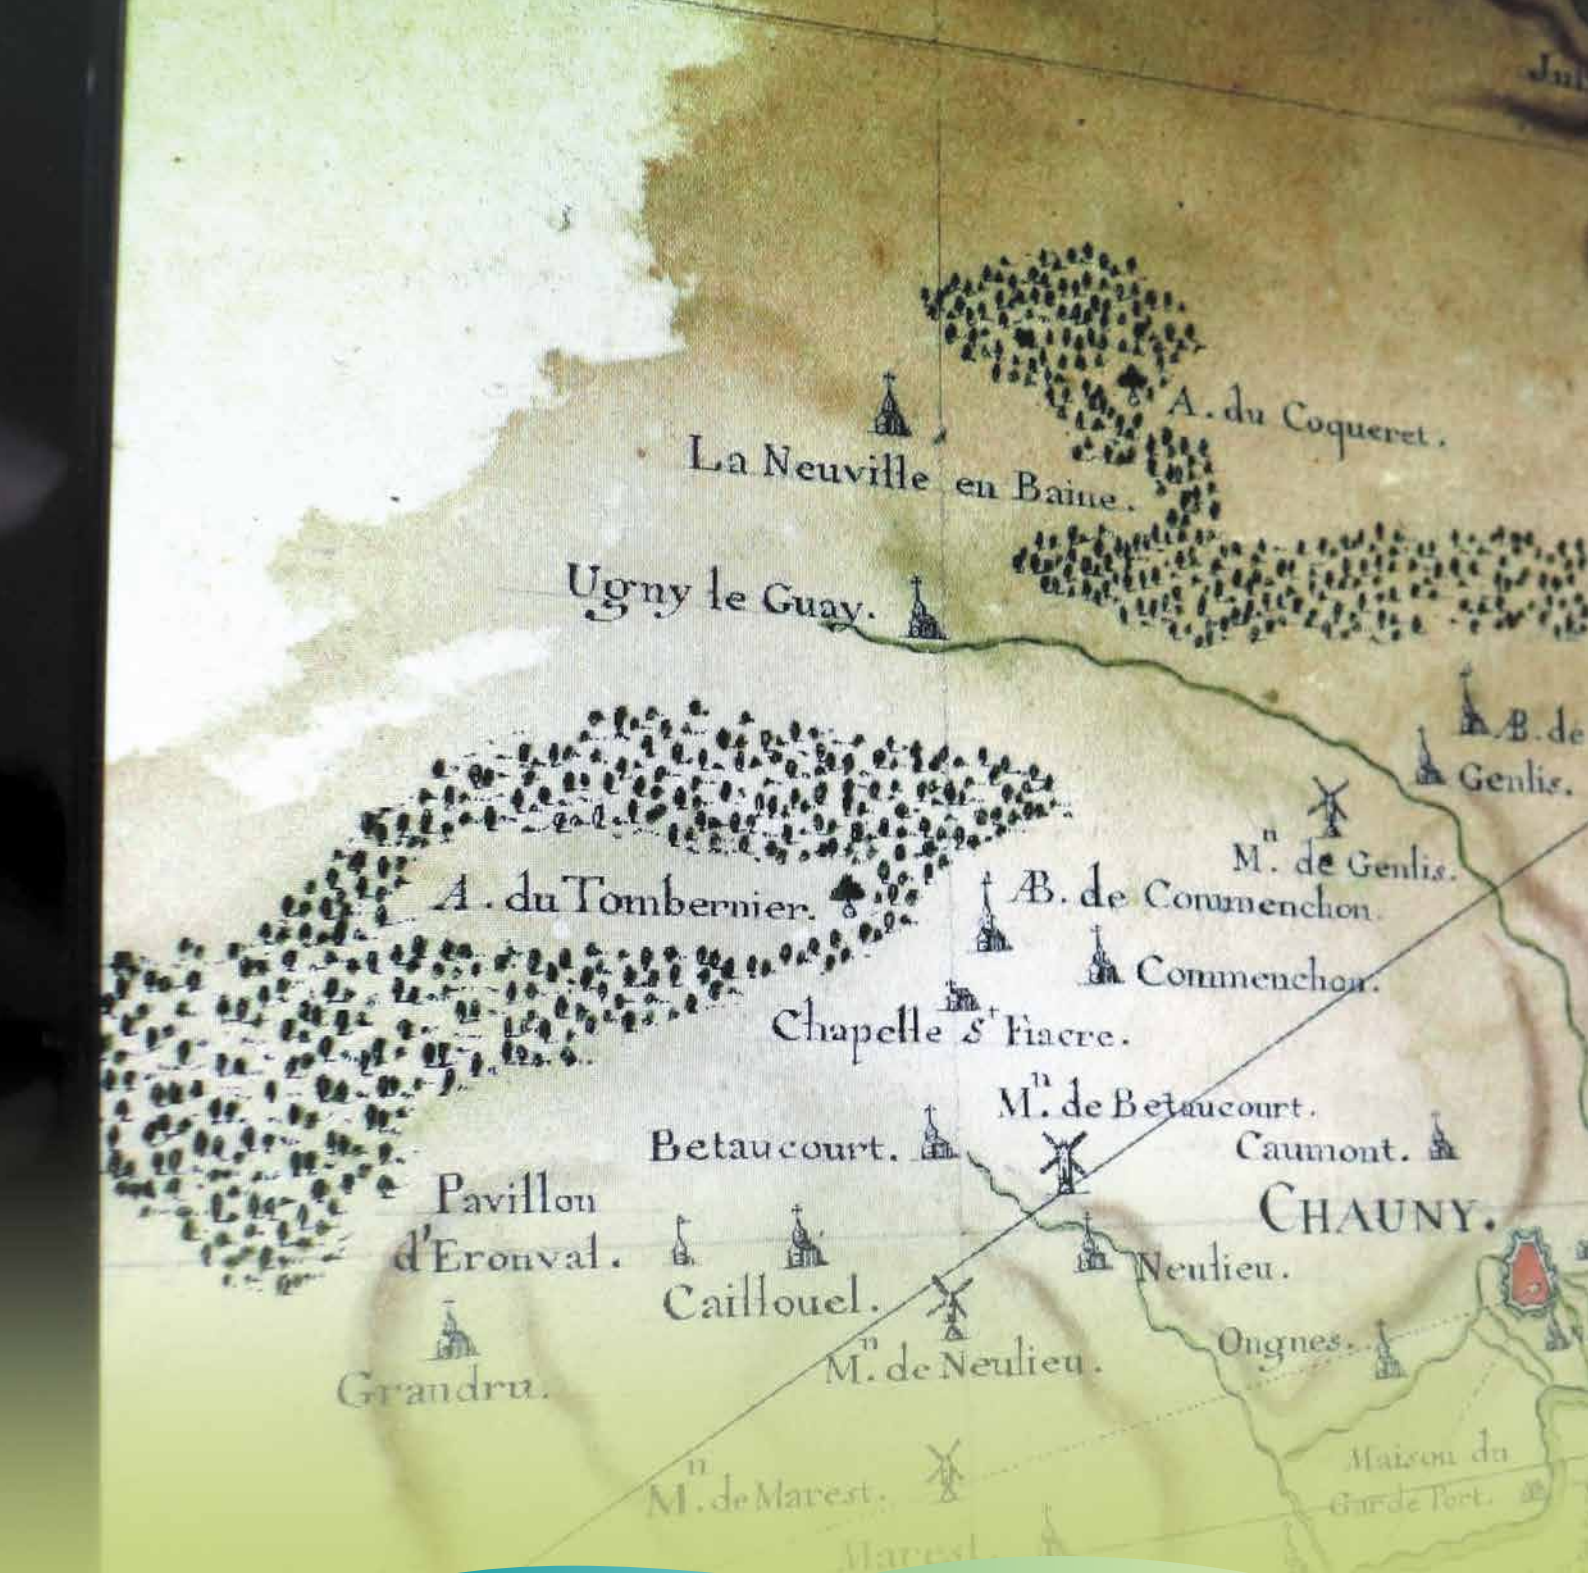 A. du Coqueret.
La Neuville en Baine.
Ugny le Guay.
Æ. de
Genlis.
Mⁿ. de Genlis.
A. du Tombernier.
Æ. de Commenchon.
Commenchon.
Chapelle Sᵗ Fiacre.
Mⁿ. de Betaucourt.
Betaucourt.
Caumont.
Pavillon
d'Eronval.
CHAUNY.
Neulieu.
Caillouel.
Ongnes.
Mⁿ. de Neulieu.
Grandru.
Maison du
Garde Port.
Mⁿ. de Marest.
Marest.